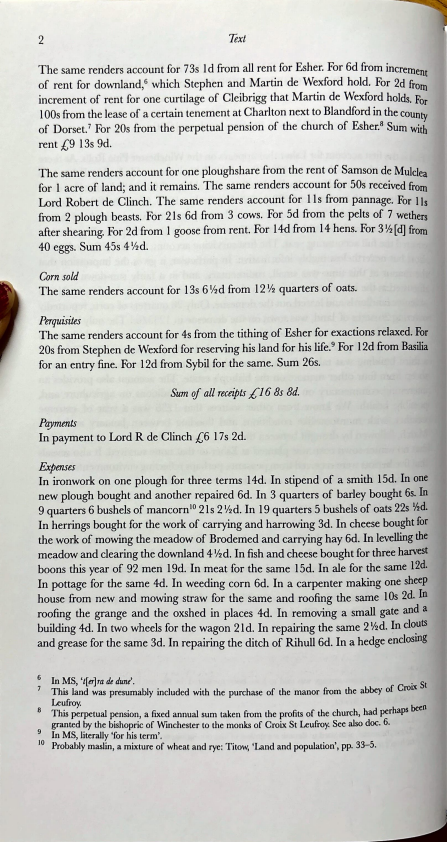 2
Text
The same renders account for 73s 1d from all rent for Esher. For 6d from increment
of rent for downland,⁶ which Stephen and Martin de Wexford hold. For 2d from
increment of rent for one curtilage of Cleibrigg that Martin de Wexford holds. For
100s from the lease of a certain tenement at Charlton next to Blandford in the county
of Dorset.⁷ For 20s from the perpetual pension of the church of Esher.⁸ Sum with
rent £9 13s 9d.
The same renders account for one ploughshare from the rent of Samson de Mulclea
for 1 acre of land; and it remains. The same renders account for 50s received from
Lord Robert de Clinch. The same renders account for 11s from pannage. For 11s
from 2 plough beasts. For 21s 6d from 3 cows. For 5d from the pelts of 7 wethers
after shearing. For 2d from 1 goose from rent. For 14d from 14 hens. For 3½[d] from
40 eggs. Sum 45s 4½d.
Corn sold
The same renders account for 13s 6½d from 12½ quarters of oats.
Perquisites
The same renders account for 4s from the tithing of Esher for exactions relaxed. For
20s from Stephen de Wexford for reserving his land for his life.⁹ For 12d from Basilia
for an entry fine. For 12d from Sybil for the same. Sum 26s.
Sum of all receipts £16 8s 8d.
Payments
In payment to Lord R de Clinch £6 17s 2d.
Expenses
In ironwork on one plough for three terms 14d. In stipend of a smith 15d. In one
new plough bought and another repaired 6d. In 3 quarters of barley bought 6s. In
9 quarters 6 bushels of mancorn¹⁰ 21s 2½d. In 19 quarters 5 bushels of oats 22s ½d.
In herrings bought for the work of carrying and harrowing 3d. In cheese bought for
the work of mowing the meadow of Brodemed and carrying hay 6d. In levelling the
meadow and clearing the downland 4½d. In fish and cheese bought for three harvest
boons this year of 92 men 19d. In meat for the same 15d. In ale for the same 12d.
In pottage for the same 4d. In weeding corn 6d. In a carpenter making one sheep
house from new and mowing straw for the same and roofing the same 10s 2d. In
roofing the grange and the oxshed in places 4d. In removing a small gate and a
building 4d. In two wheels for the wagon 21d. In repairing the same 2½d. In clouts
and grease for the same 3d. In repairing the ditch of Rihull 6d. In a hedge enclosing
⁶ In MS, 't[er]ra de dune'.
⁷ This land was presumably included with the purchase of the manor from the abbey of Croix St
Leufroy.
⁸ This perpetual pension, a fixed annual sum taken from the profits of the church, had perhaps been
granted by the bishopric of Winchester to the monks of Croix St Leufroy. See also doc. 6.
⁹ In MS, literally 'for his term'.
¹⁰ Probably maslin, a mixture of wheat and rye: Titow, 'Land and population', pp. 33–5.